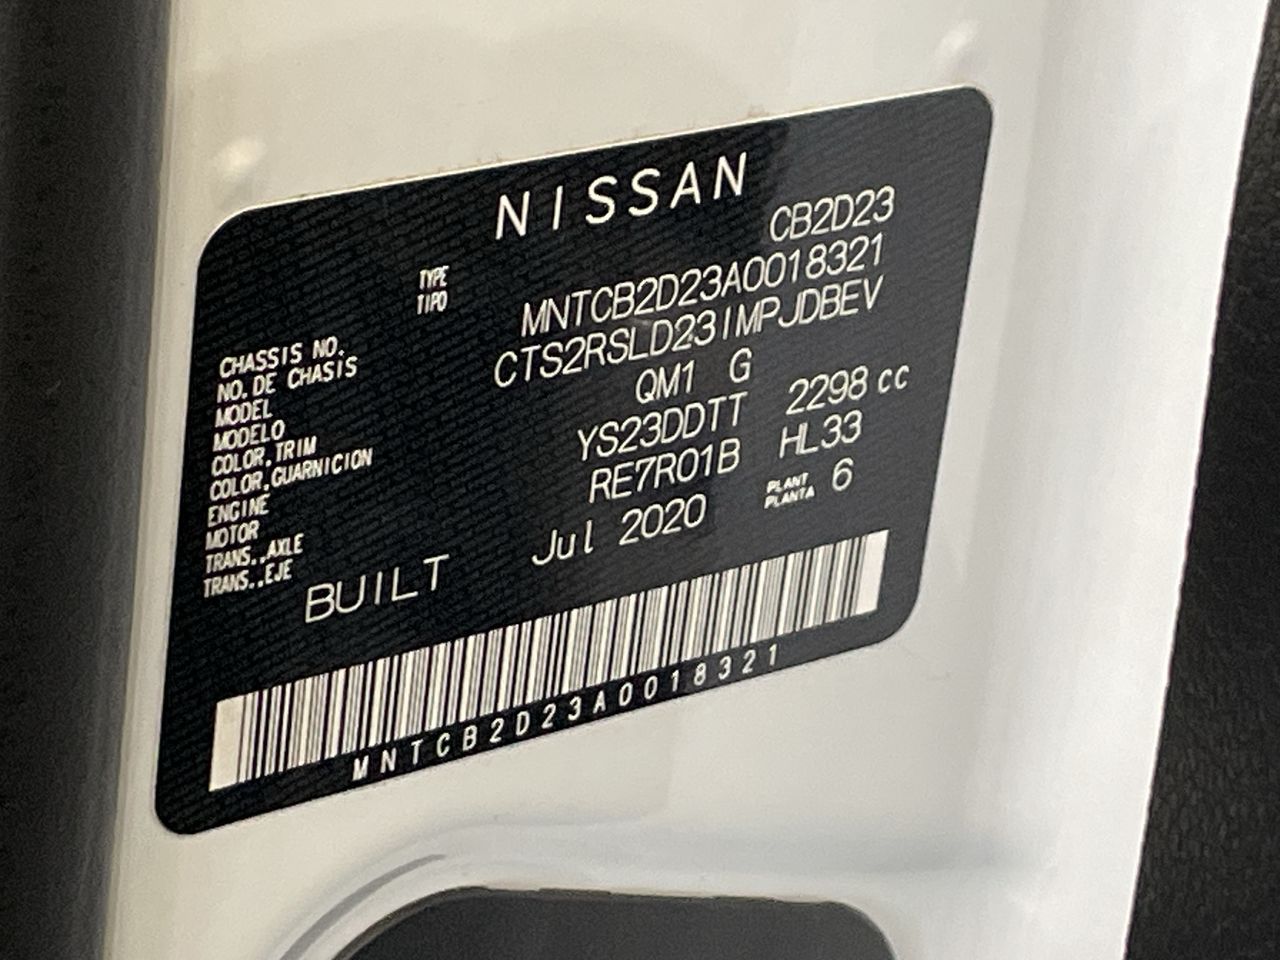 NISSAN
TYPE CB2D23
TIPO
CHASSIS NO. MNTCB2D23A0018321
NO.DE CHASIS
MODEL CTS2RSLD23IMPJDBEV
MODELO
COLOR,TRIM QM1 G
COLOR,GUARNICION
ENGINE YS23DDTT 2298 cc
MOTOR
TRANS.,AXLE RE7R01B HL33
TRANS.,EJE
BUILT Jul 2020 PLANT 6
PLANTA
MNTCB2D23A0018321